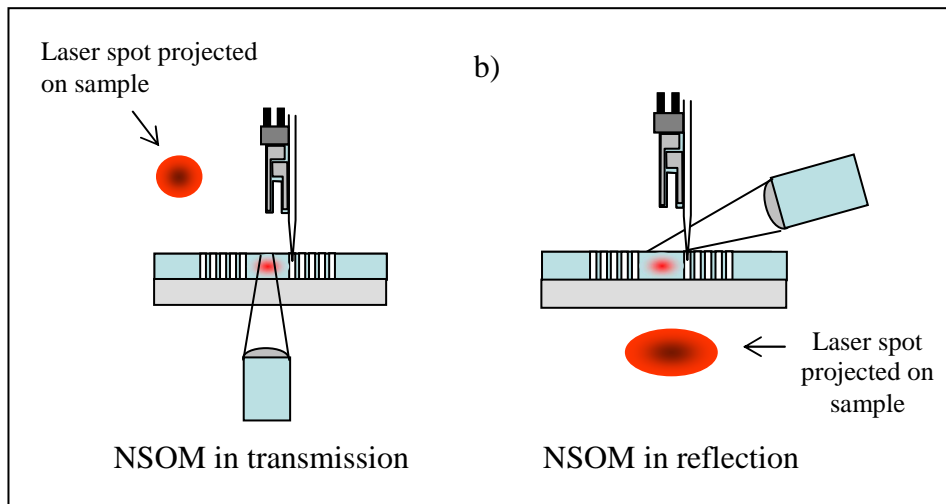 Laser spot projected
on sample
b)
Laser spot
projected on
sample
NSOM in transmission
NSOM in reflection